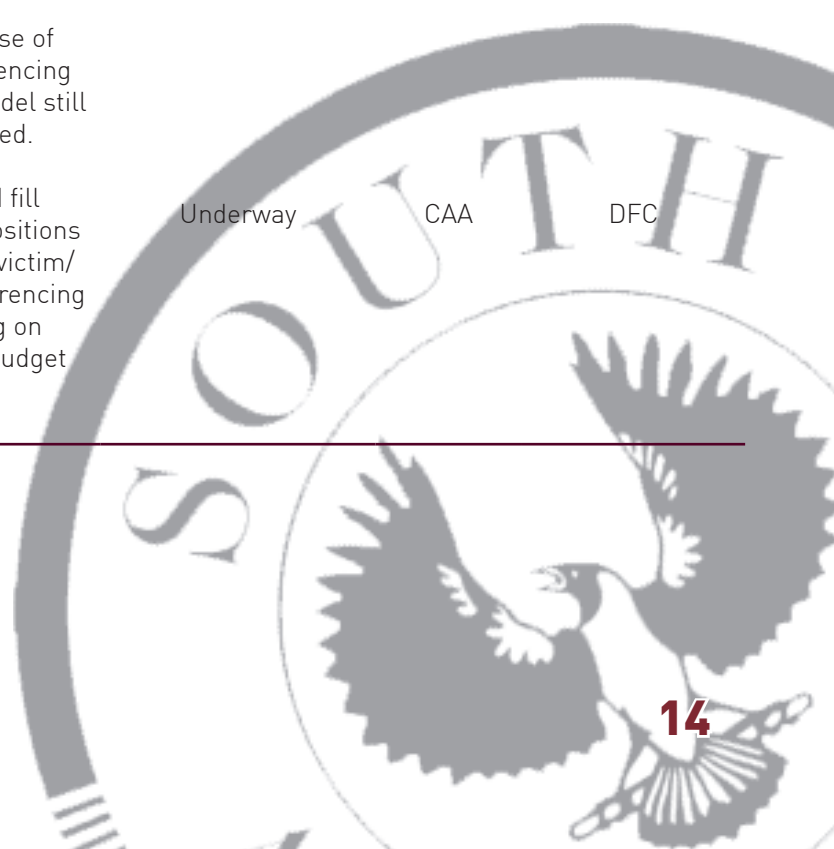 se of
encing
del still
ed.
fill
ositions
victim/
rencing
g on
udget
Underway CAA DFC
SOUTH
14